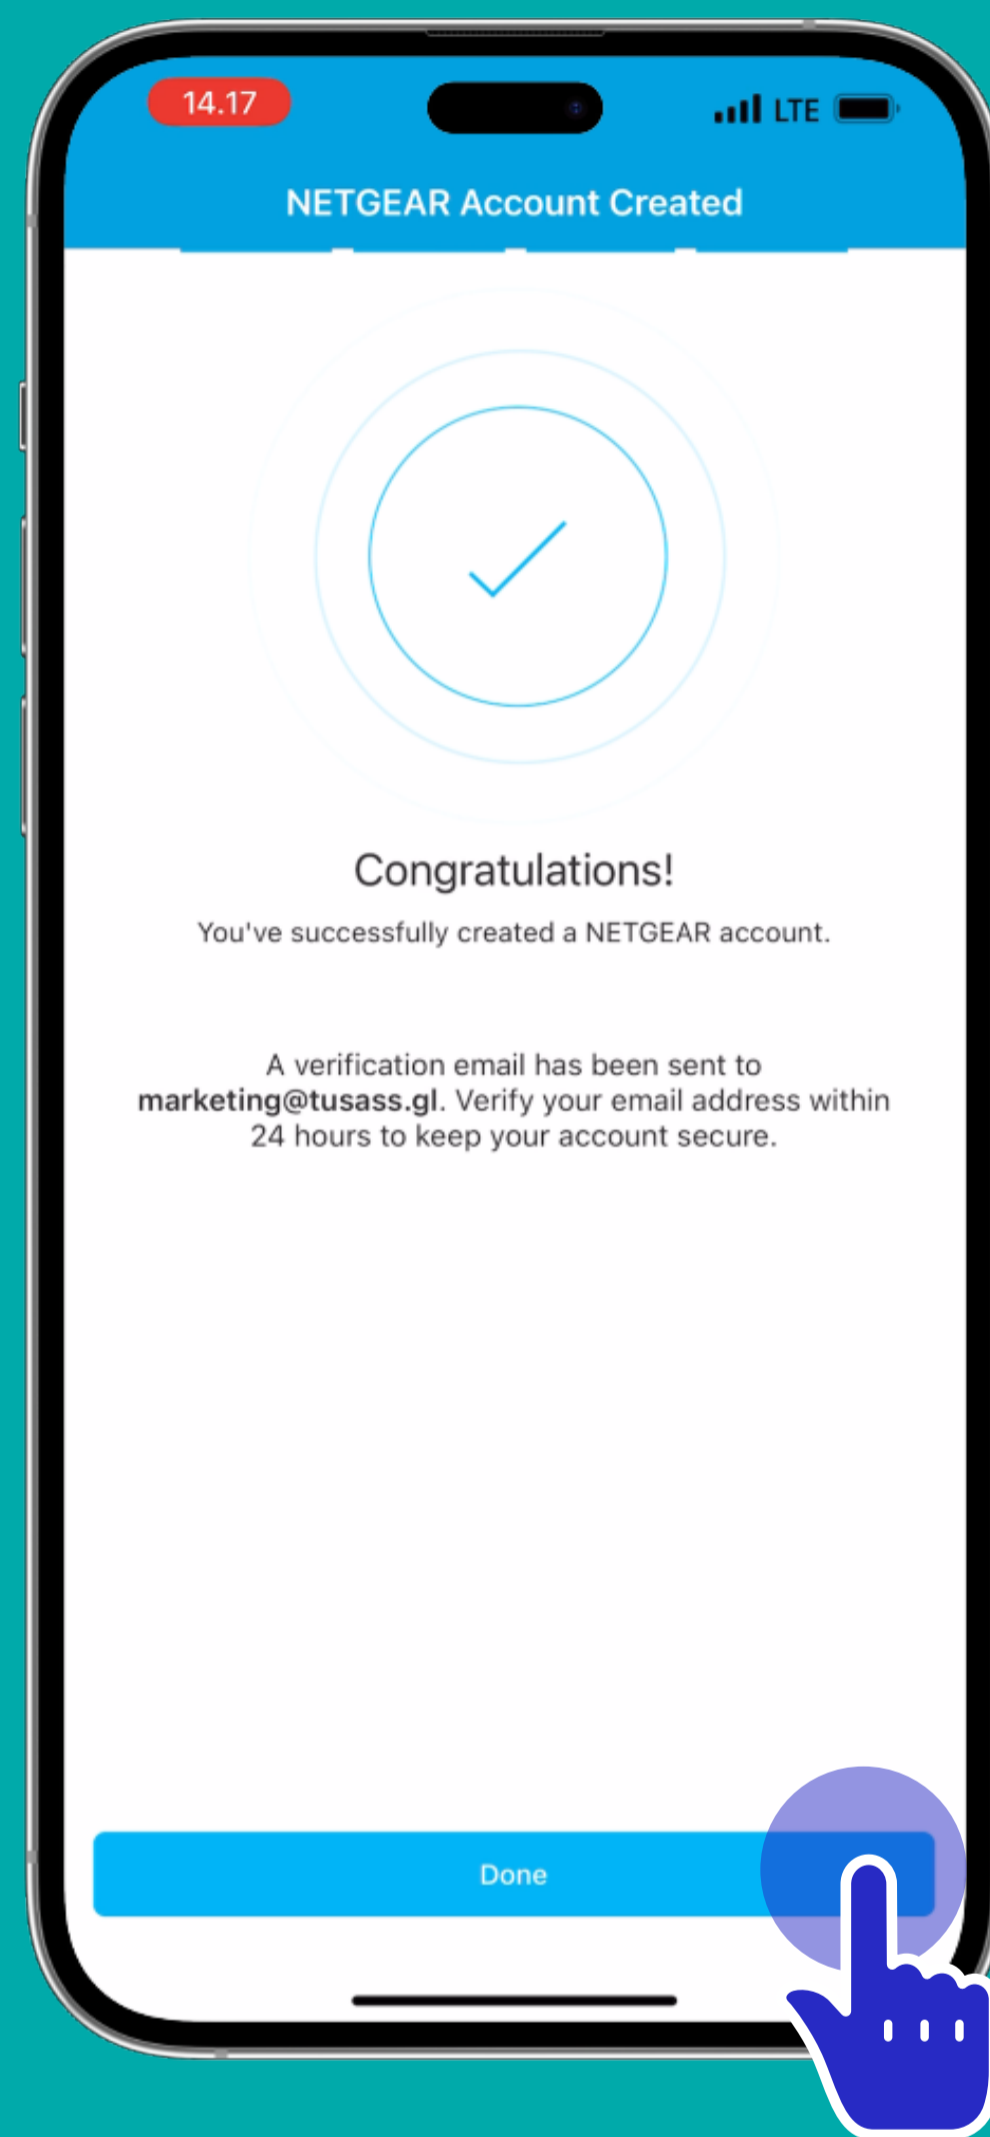 14.17
LTE
NETGEAR Account Created
Congratulations!
You've successfully created a NETGEAR account.
A verification email has been sent to
marketing@tusass.gl. Verify your email address within
24 hours to keep your account secure.
Done